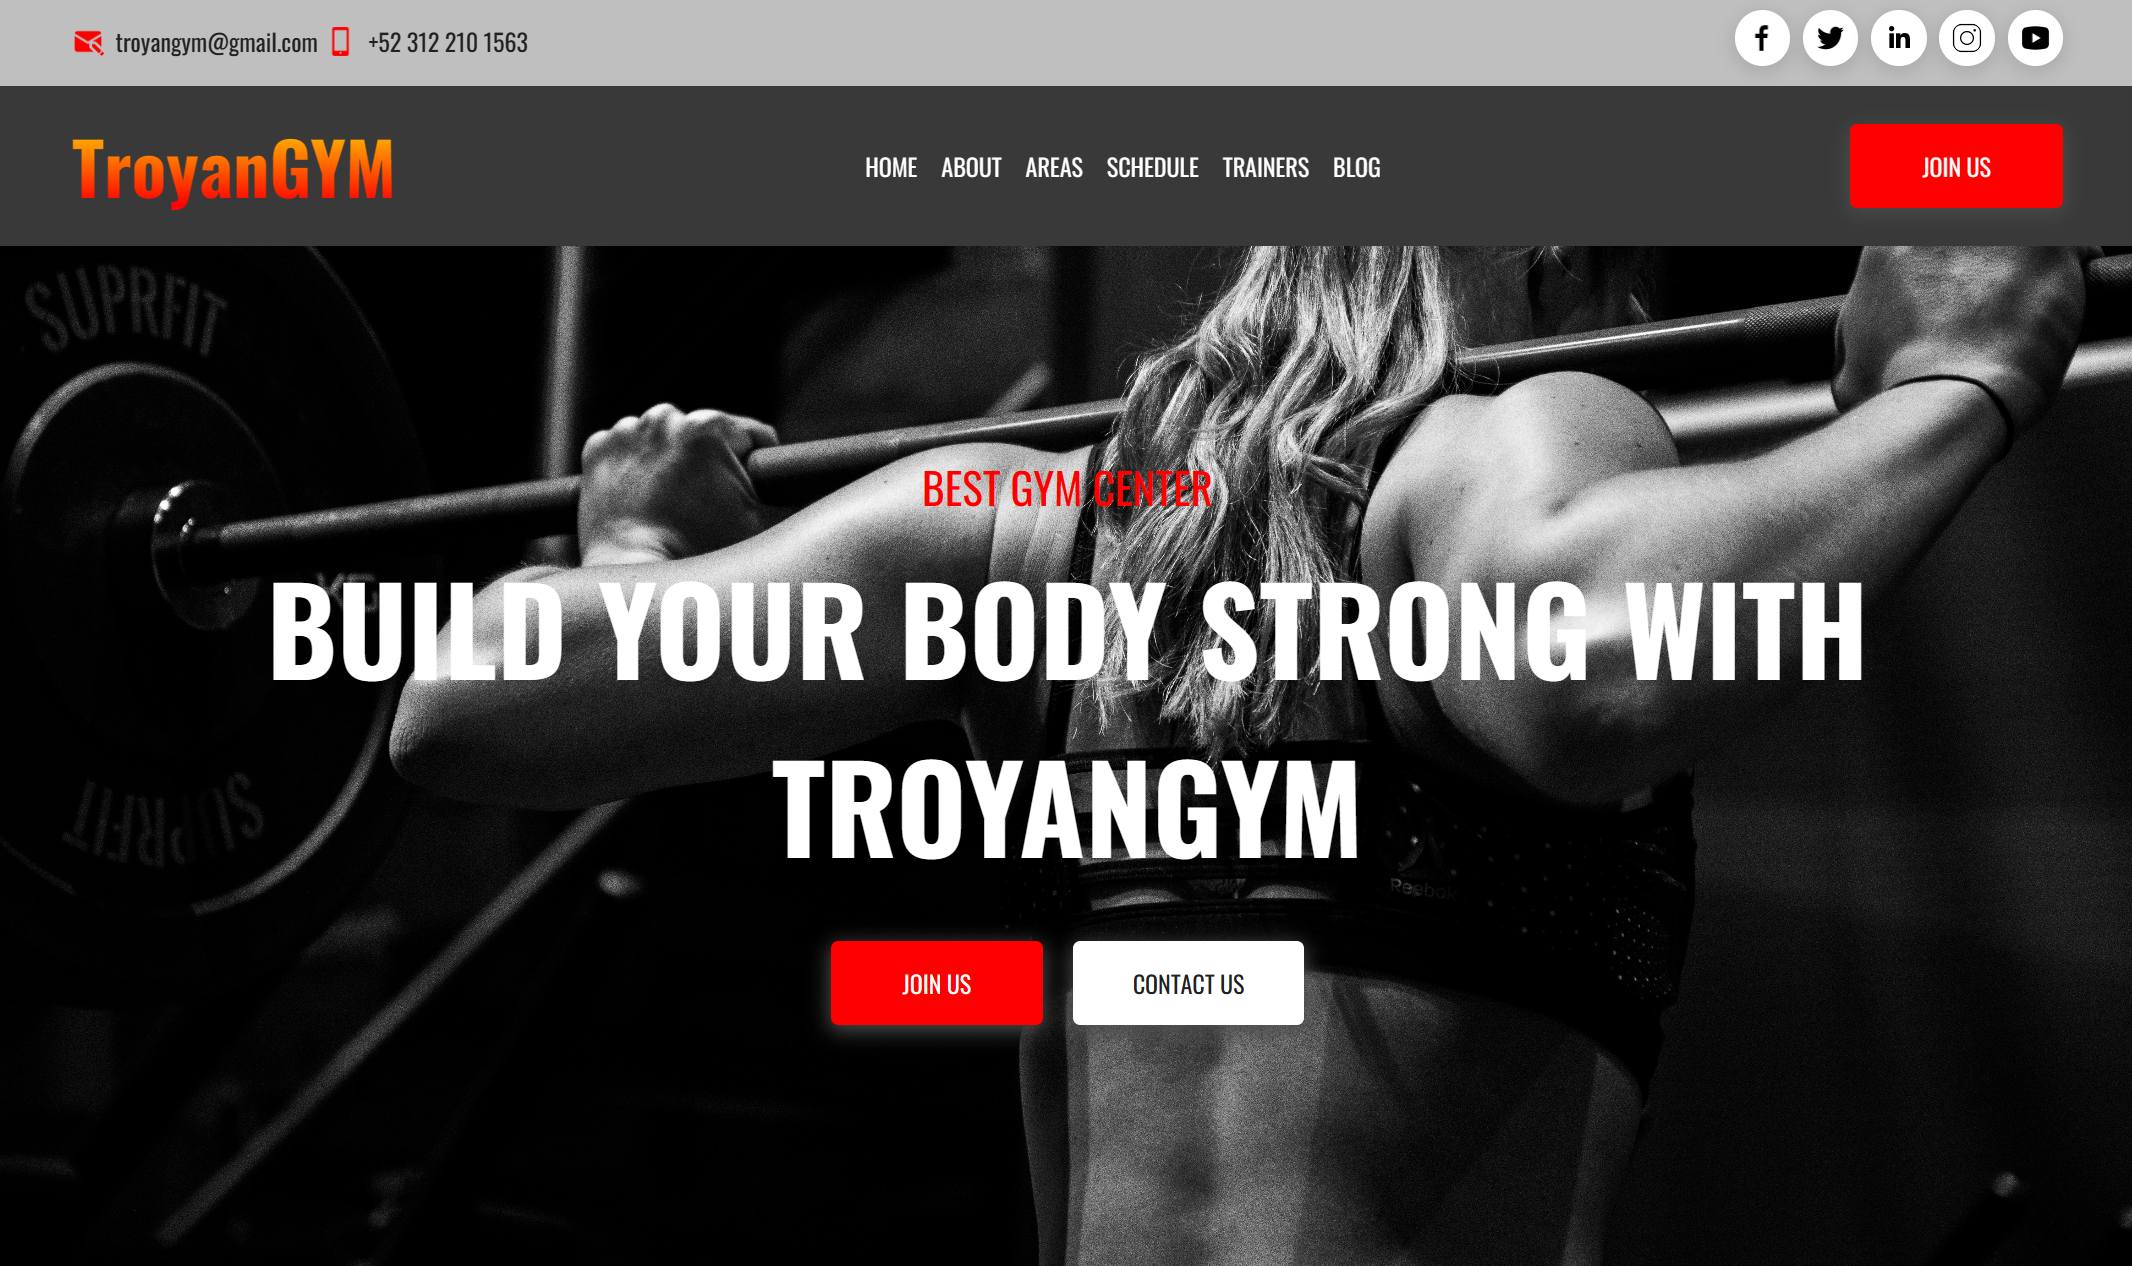 troyangym@gmail.com +52 312 210 1563
TroyanGYM
HOME ABOUT AREAS SCHEDULE TRAINERS BLOG
JOIN US
SUPRFIT
BEST GYM CENTER
BUILD YOUR BODY STRONG WITH
TROYANGYM
SUPRFIT
Reebok
JOIN US CONTACT US